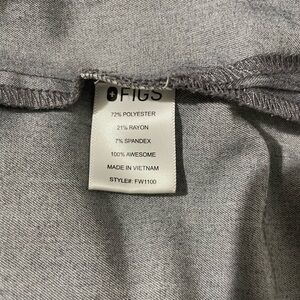 FIGS
72% POLYESTER
21% RAYON
7% SPANDEX
100% AWESOME
MADE IN VIETNAM
STYLE#: FW1100